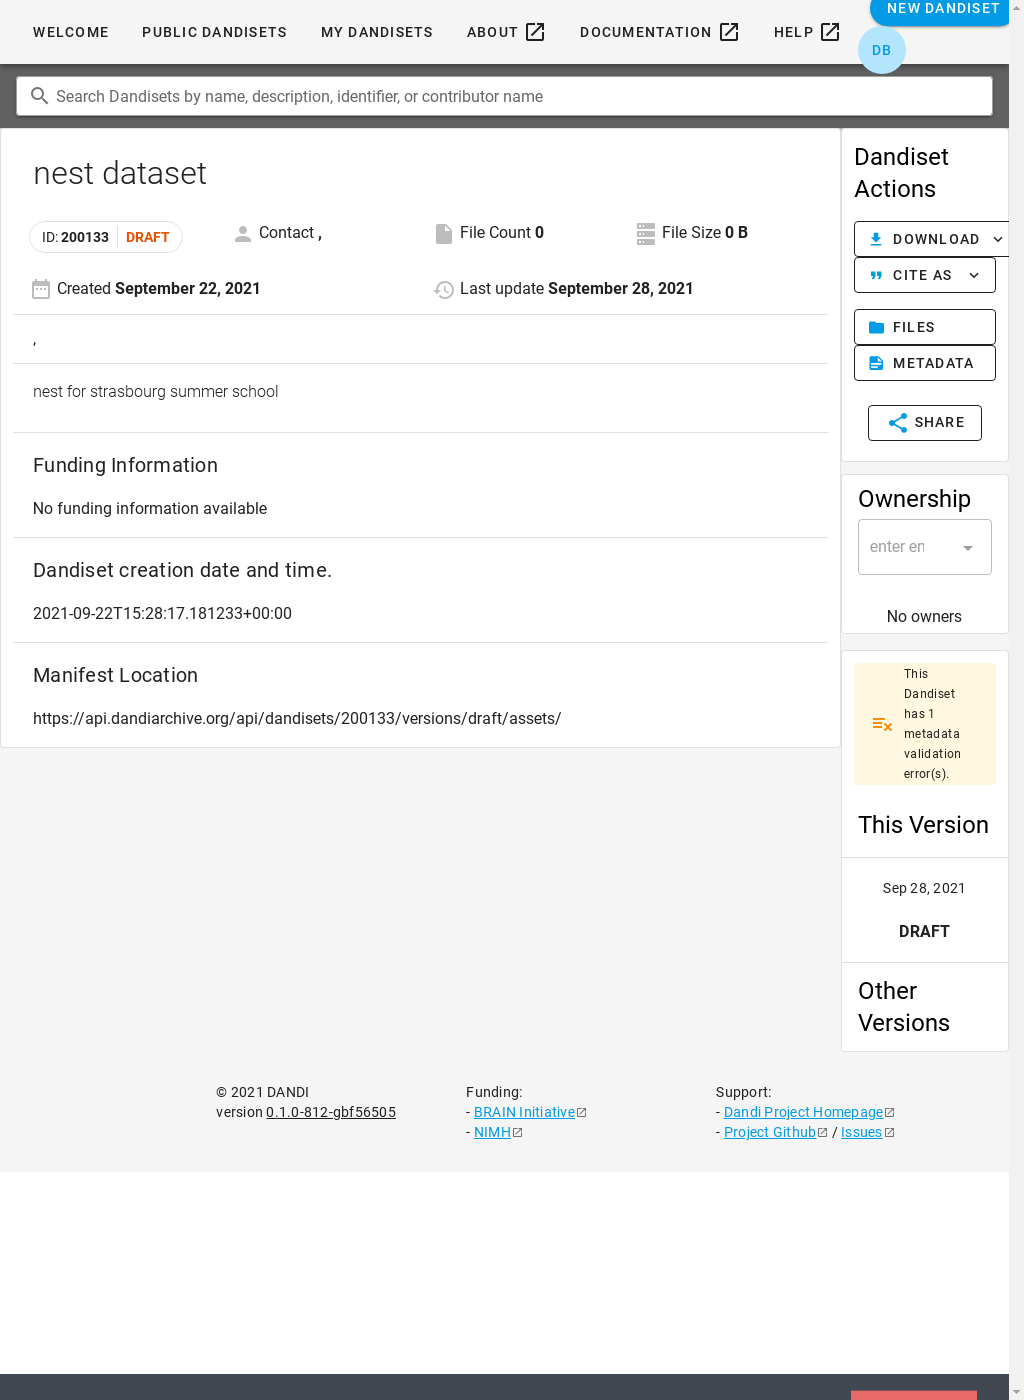 WELCOME PUBLIC DANDISETS MY DANDISETS ABOUT DOCUMENTATION HELP NEW DANDISET
DB
Search Dandisets by name, description, identifier, or contributor name
nest dataset
ID: 200133 DRAFT
Contact ,
File Count 0
File Size 0 B
Created September 22, 2021
Last update September 28, 2021
,
nest for strasbourg summer school
Funding Information
No funding information available
Dandiset creation date and time.
2021-09-22T15:28:17.181233+00:00
Manifest Location
https://api.dandiarchive.org/api/dandisets/200133/versions/draft/assets/
Dandiset
Actions
DOWNLOAD
CITE AS
FILES
METADATA
SHARE
Ownership
enter en
No owners
This
Dandiset
has 1
metadata
validation
error(s).
This Version
Sep 28, 2021
DRAFT
Other
Versions
© 2021 DANDI
version 0.1.0-812-gbf56505
Funding:
- BRAIN Initiative
- NIMH
Support:
- Dandi Project Homepage
- Project Github / Issues